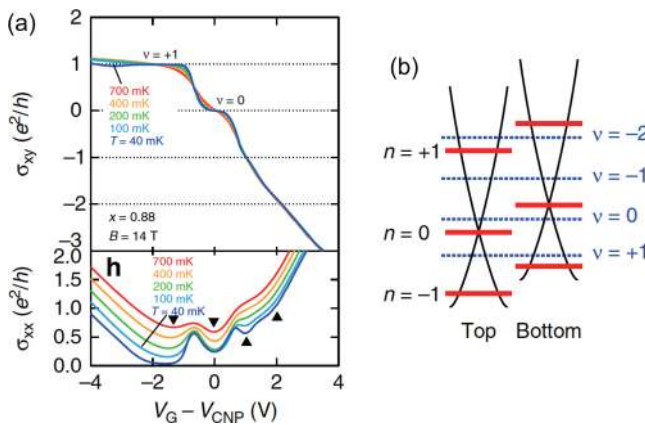 (a)
σxy (e²/h)
2
1
0
−1
−2
−3
ν = +1
ν = 0
700 mK
400 mK
200 mK
100 mK
T = 40 mK
x = 0.88
B = 14 T
h
σxx (e²/h)
2.0
1.5
1.0
0.5
0.0
700 mK
400 mK
200 mK
100 mK
T = 40 mK
−4 −2 0 2 4
VG − VCNP (V)
(b)
n = +1
n = 0
n = −1
ν = −2
ν = −1
ν = 0
ν = +1
Top Bottom